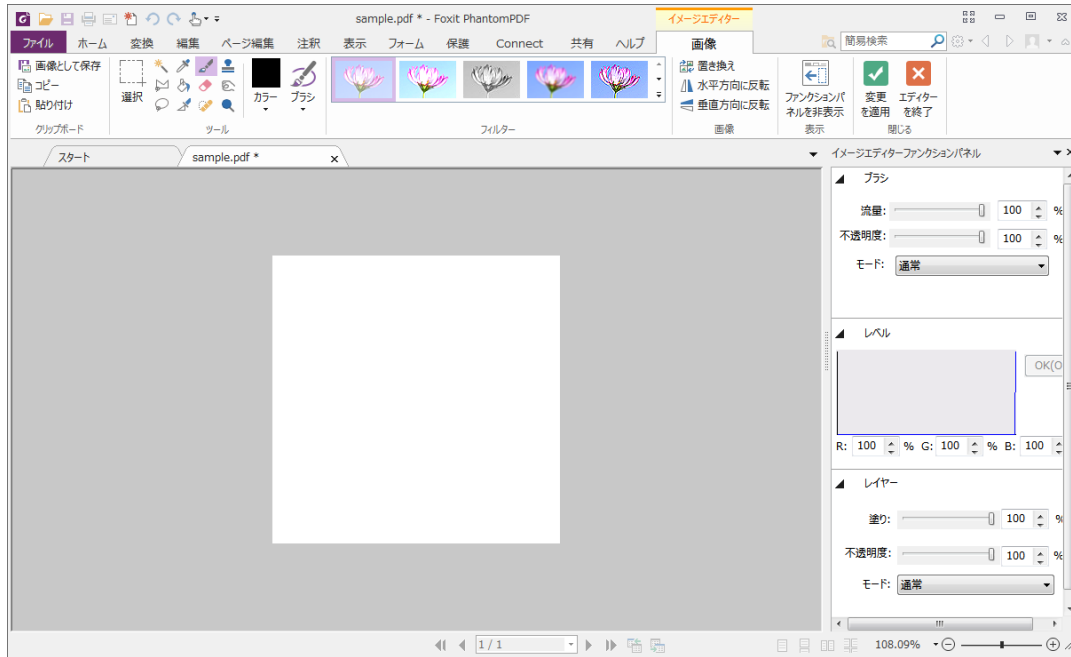 sample.pdf * - Foxit PhantomPDF
イメージエディター
ファイル ホーム 変換 編集 ページ編集 注釈 表示 フォーム 保護 Connect 共有 ヘルプ 画像 簡易検索
画像として保存
コピー
貼り付け
クリップボード
選択
ツール
カラー ブラシ
フィルター
置き換え
水平方向に反転
垂直方向に反転
画像
ファンクションパ
ネルを非表示
表示
変更
を適用
エディター
を終了
閉じる
スタート sample.pdf *
イメージエディターファンクションパネル
ブラシ
流量: 100 %
不透明度: 100 %
モード: 通常
レベル
OK(O
R: 100 % G: 100 % B: 100
レイヤー
塗り: 100 %
不透明度: 100 %
モード: 通常
1 / 1 108.09%